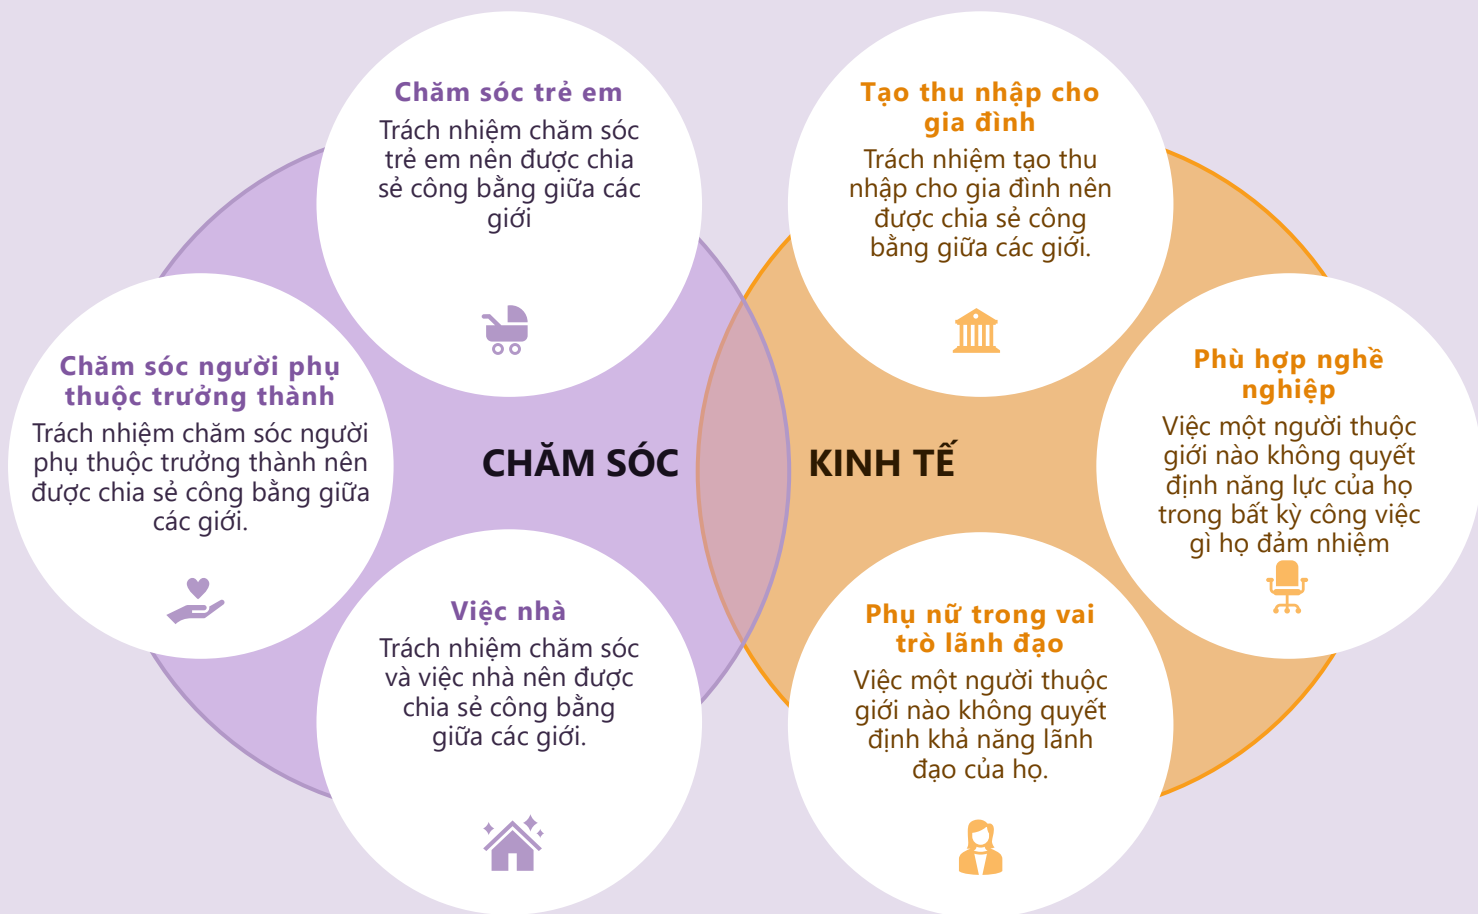 Chăm sóc trẻ em
Trách nhiệm chăm sóc
trẻ em nên được chia
sẻ công bằng giữa các
giới
Tạo thu nhập cho
gia đình
Trách nhiệm tạo thu
nhập cho gia đình nên
được chia sẻ công
bằng giữa các giới.
Chăm sóc người phụ
thuộc trưởng thành
Trách nhiệm chăm sóc người
phụ thuộc trưởng thành nên
được chia sẻ công bằng giữa
các giới.
CHĂM SÓC
KINH TẾ
Phù hợp nghề
nghiệp
Việc một người thuộc
giới nào không quyết
định năng lực của họ
trong bất kỳ công việc
gì họ đảm nhiệm
Việc nhà
Trách nhiệm chăm sóc
và việc nhà nên được
chia sẻ công bằng
giữa các giới.
Phụ nữ trong vai
trò lãnh đạo
Việc một người thuộc
giới nào không quyết
định khả năng lãnh
đạo của họ.